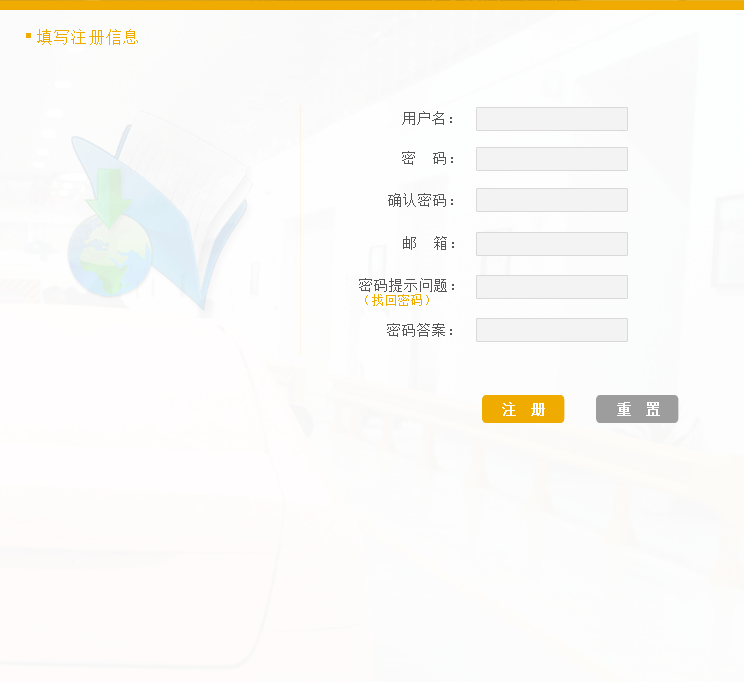 填写注册信息
用户名：
密 码：
确认密码：
邮 箱：
密码提示问题：
（找回密码）
密码答案：
注 册 重 置